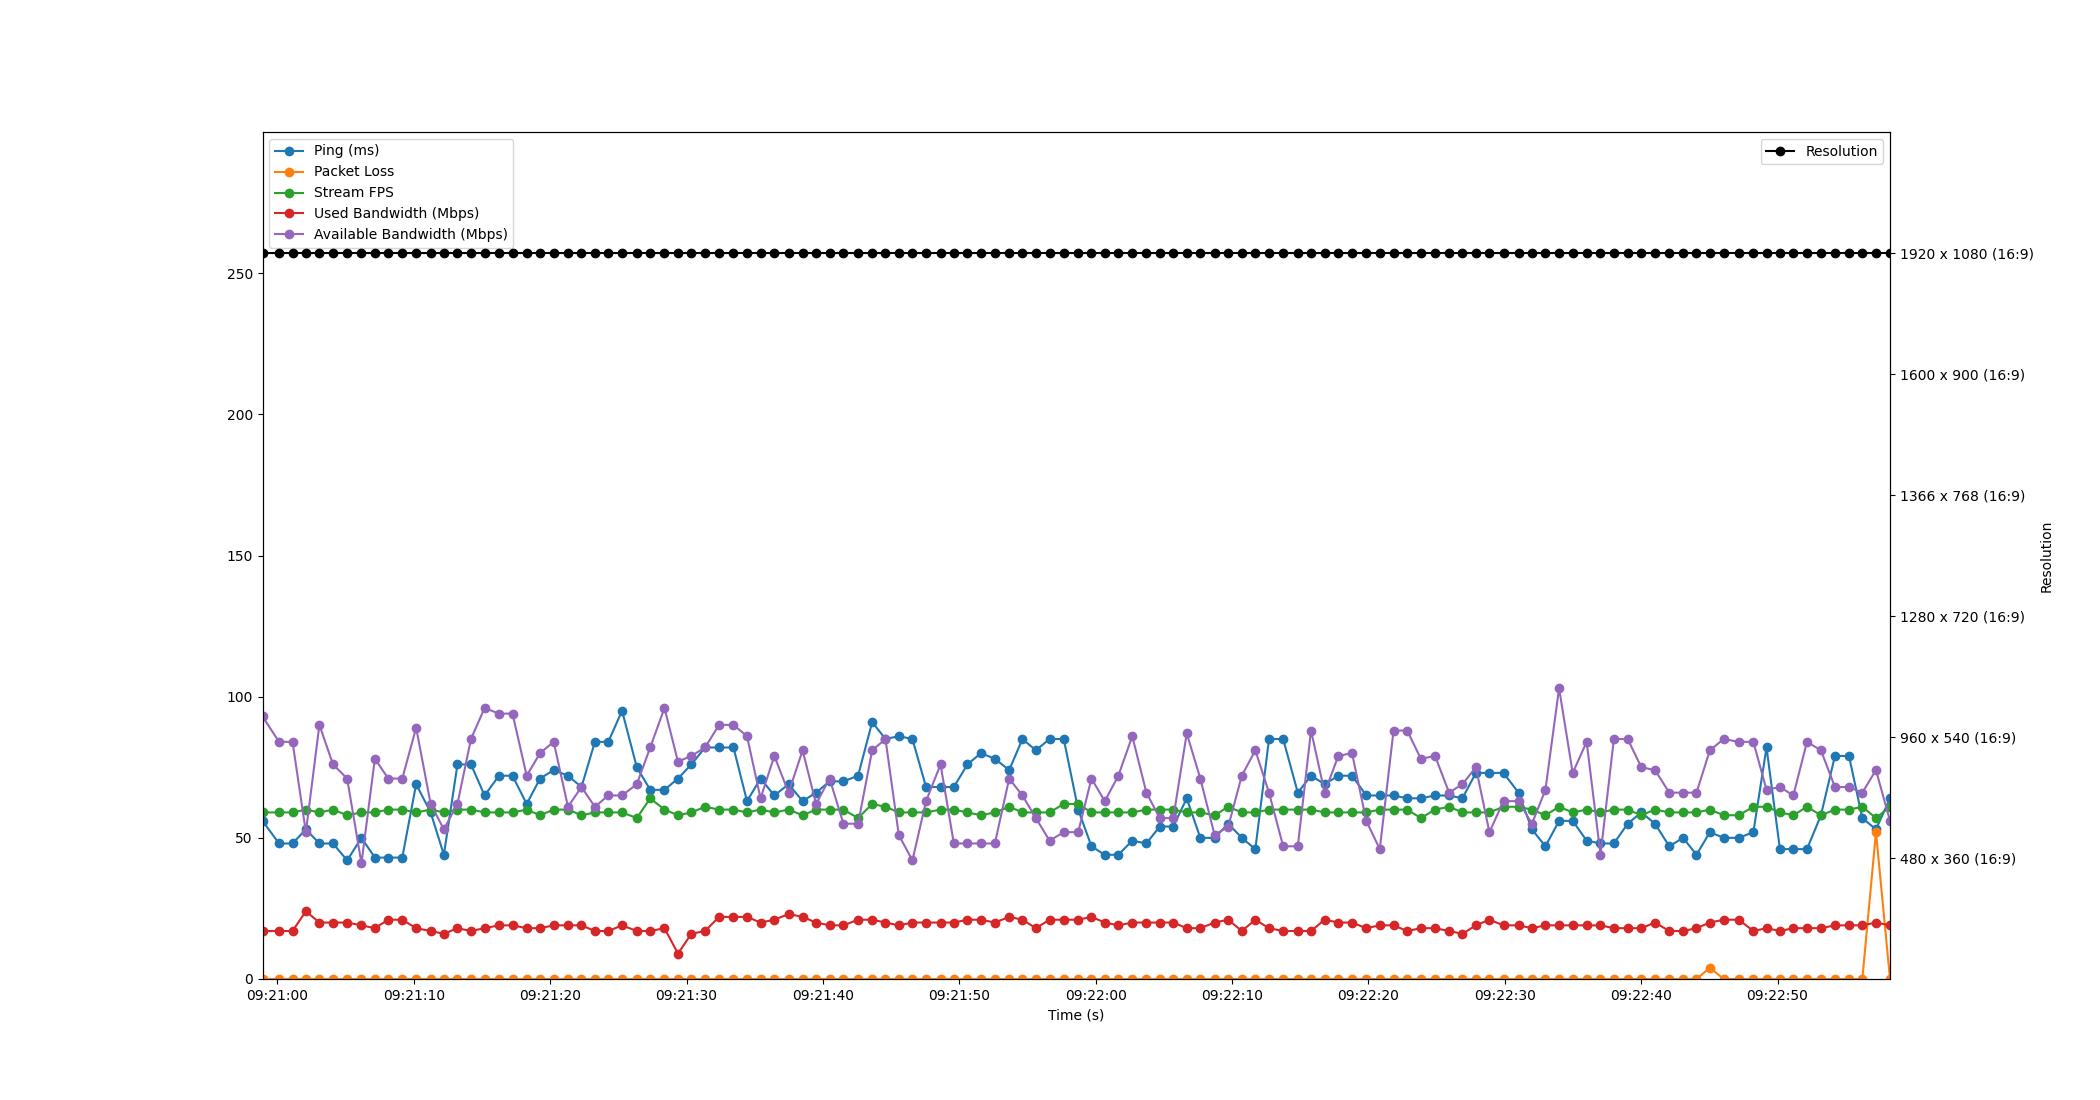 Ping (ms)
Packet Loss
Stream FPS
Used Bandwidth (Mbps)
Available Bandwidth (Mbps)
Resolution
250
200
150
100
50
0
1920 x 1080 (16:9)
1600 x 900 (16:9)
1366 x 768 (16:9)
1280 x 720 (16:9)
960 x 540 (16:9)
480 x 360 (16:9)
Resolution
09:21:00 09:21:10 09:21:20 09:21:30 09:21:40 09:21:50 09:22:00 09:22:10 09:22:20 09:22:30 09:22:40 09:22:50
Time (s)